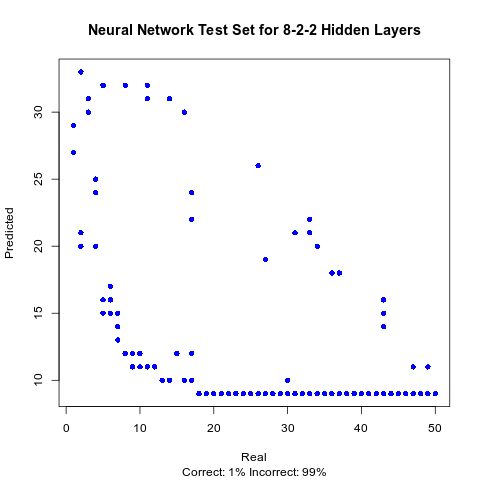 Neural Network Test Set for 8-2-2 Hidden Layers
Predicted
30
25
20
15
10
0 10 20 30 40 50
Real
Correct: 1% Incorrect: 99%